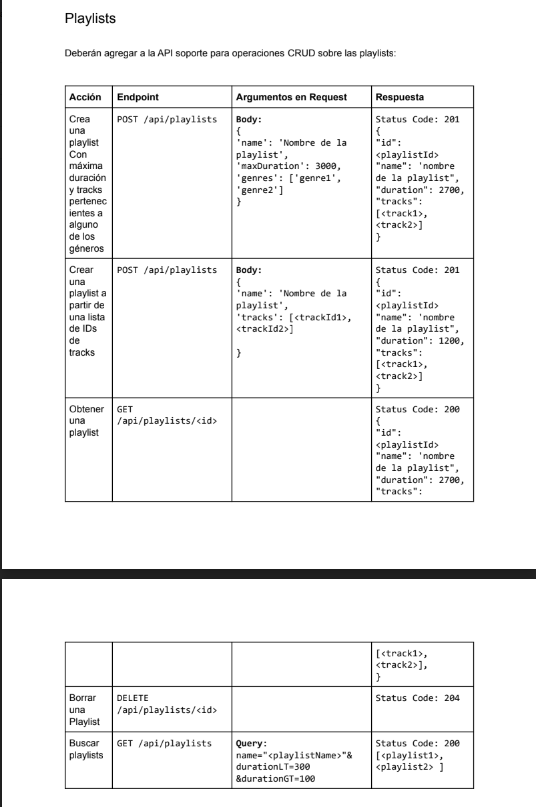 Playlists
Deberán agregar a la API soporte para operaciones CRUD sobre las playlists:
Acción Endpoint Argumentos en Request Respuesta
Crea
una
playlist
Con
máxima
duración
y tracks
pertenec
ientes a
alguno
de los
géneros
POST /api/playlists
Body:
{
'name': 'Nombre de la
playlist',
'maxDuration': 3000,
'genres': ['genre1',
'genre2']
}
Status Code: 201
{
"id":
<playlistId>
"name": 'nombre
de la playlist",
"duration": 2700,
"tracks":
[<track1>,
<track2>]
}
Crear
una
playlist a
partir de
una lista
de IDs
de
tracks
POST /api/playlists
Body:
{
'name': 'Nombre de la
playlist',
'tracks': [<trackId1>,
<trackId2>]
}
Status Code: 201
{
"id":
<playlistId>
"name": 'nombre
de la playlist",
"duration": 1200,
"tracks":
[<track1>,
<track2>]
}
Obtener
una
playlist
GET
/api/playlists/<id>
Status Code: 200
{
"id":
<playlistId>
"name": 'nombre
de la playlist",
"duration": 2700,
"tracks":
[<track1>,
<track2>],
}
Borrar
una
Playlist
DELETE
/api/playlists/<id>
Status Code: 204
Buscar
playlists
GET /api/playlists
Query:
name="<playlistName>"&
durationLT=300
&durationGT=100
Status Code: 200
[<playlist1>,
<playlist2> ]